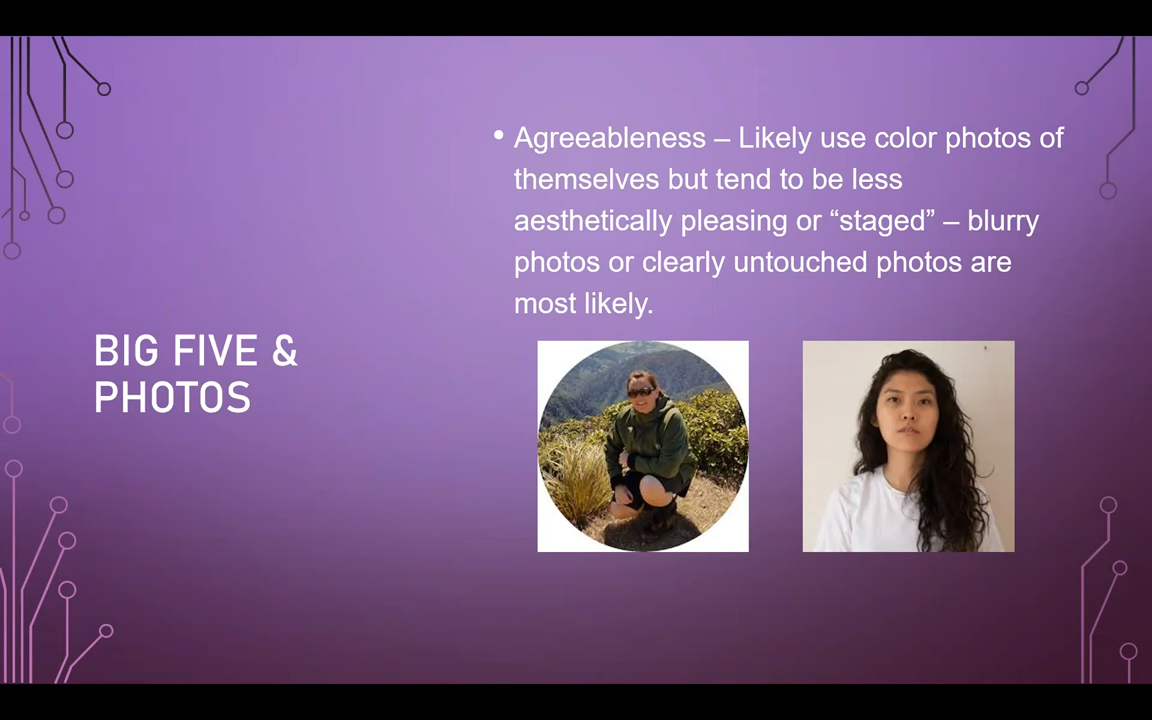 BIG FIVE &
PHOTOS
• Agreeableness – Likely use color photos of
themselves but tend to be less
aesthetically pleasing or “staged” – blurry
photos or clearly untouched photos are
most likely.